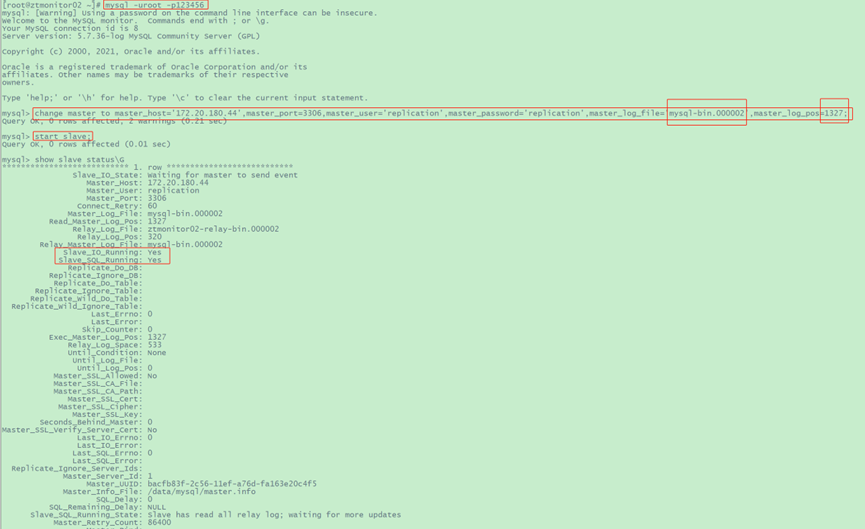 [root@ztmonitor02 ~]# mysql -uroot -p123456
mysql: [Warning] Using a password on the command line interface can be insecure.
Welcome to the MySQL monitor.  Commands end with ; or \g.
Your MySQL connection id is 8
Server version: 5.7.36-log MySQL Community Server (GPL)
Copyright (c) 2000, 2021, Oracle and/or its affiliates.
Oracle is a registered trademark of Oracle Corporation and/or its
affiliates. Other names may be trademarks of their respective
owners.
Type 'help;' or '\h' for help. Type '\c' to clear the current input statement.
mysql> change master to master_host='172.20.180.44',master_port=3306,master_user='replication',master_password='replication',master_log_file='mysql-bin.000002',master_log_pos=1327;
Query OK, 0 rows affected, 2 warnings (0.21 sec)
mysql> start slave;
Query OK, 0 rows affected (0.01 sec)
mysql> show slave status\G
*************************** 1. row ***************************
Slave_IO_State: Waiting for master to send event
Master_Host: 172.20.180.44
Master_User: replication
Master_Port: 3306
Connect_Retry: 60
Master_Log_File: mysql-bin.000002
Read_Master_Log_Pos: 1327
Relay_Log_File: ztmonitor02-relay-bin.000002
Relay_Log_Pos: 320
Relay_Master_Log_File: mysql-bin.000002
Slave_IO_Running: Yes
Slave_SQL_Running: Yes
Replicate_Do_DB:
Replicate_Ignore_DB:
Replicate_Do_Table:
Replicate_Ignore_Table:
Replicate_Wild_Do_Table:
Replicate_Wild_Ignore_Table:
Last_Errno: 0
Last_Error:
Skip_Counter: 0
Exec_Master_Log_Pos: 1327
Relay_Log_Space: 533
Until_Condition: None
Until_Log_File:
Until_Log_Pos: 0
Master_SSL_Allowed: No
Master_SSL_CA_File:
Master_SSL_CA_Path:
Master_SSL_Cert:
Master_SSL_Cipher:
Master_SSL_Key:
Seconds_Behind_Master: 0
Master_SSL_Verify_Server_Cert: No
Last_IO_Errno: 0
Last_IO_Error:
Last_SQL_Errno: 0
Last_SQL_Error:
Replicate_Ignore_Server_Ids:
Master_Server_Id: 1
Master_UUID: bacfb83f-2c56-11ef-a76d-fa163e20c4f5
Master_Info_File: /data/mysql/master.info
SQL_Delay: 0
SQL_Remaining_Delay: NULL
Slave_SQL_Running_State: Slave has read all relay log; waiting for more updates
Master_Retry_Count: 86400